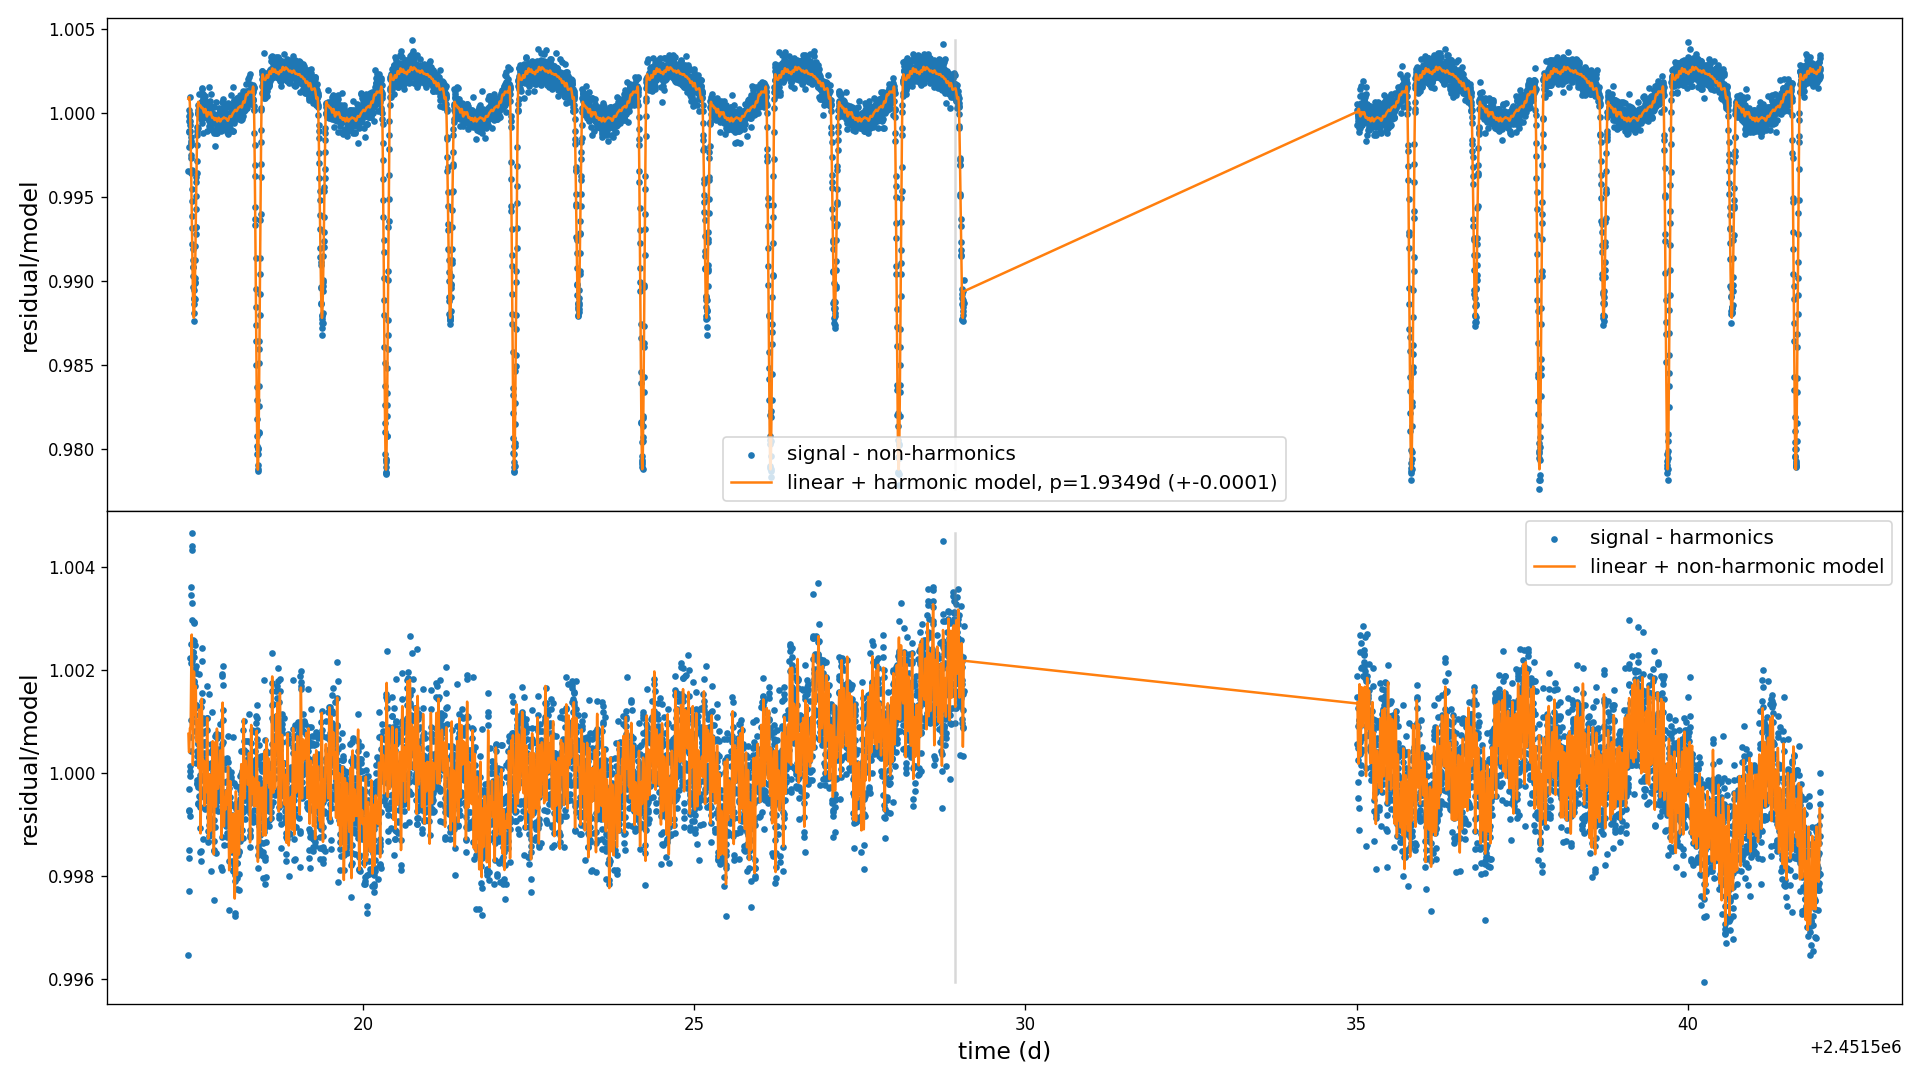 1.005
1.000
0.995
0.990
0.985
0.980
residual/model
signal - non-harmonics
linear + harmonic model, p=1.9349d (+-0.0001)
signal - harmonics
linear + non-harmonic model
1.004
1.002
1.000
0.998
0.996
residual/model
20
25
30
35
40
time (d)
+2.4515e6